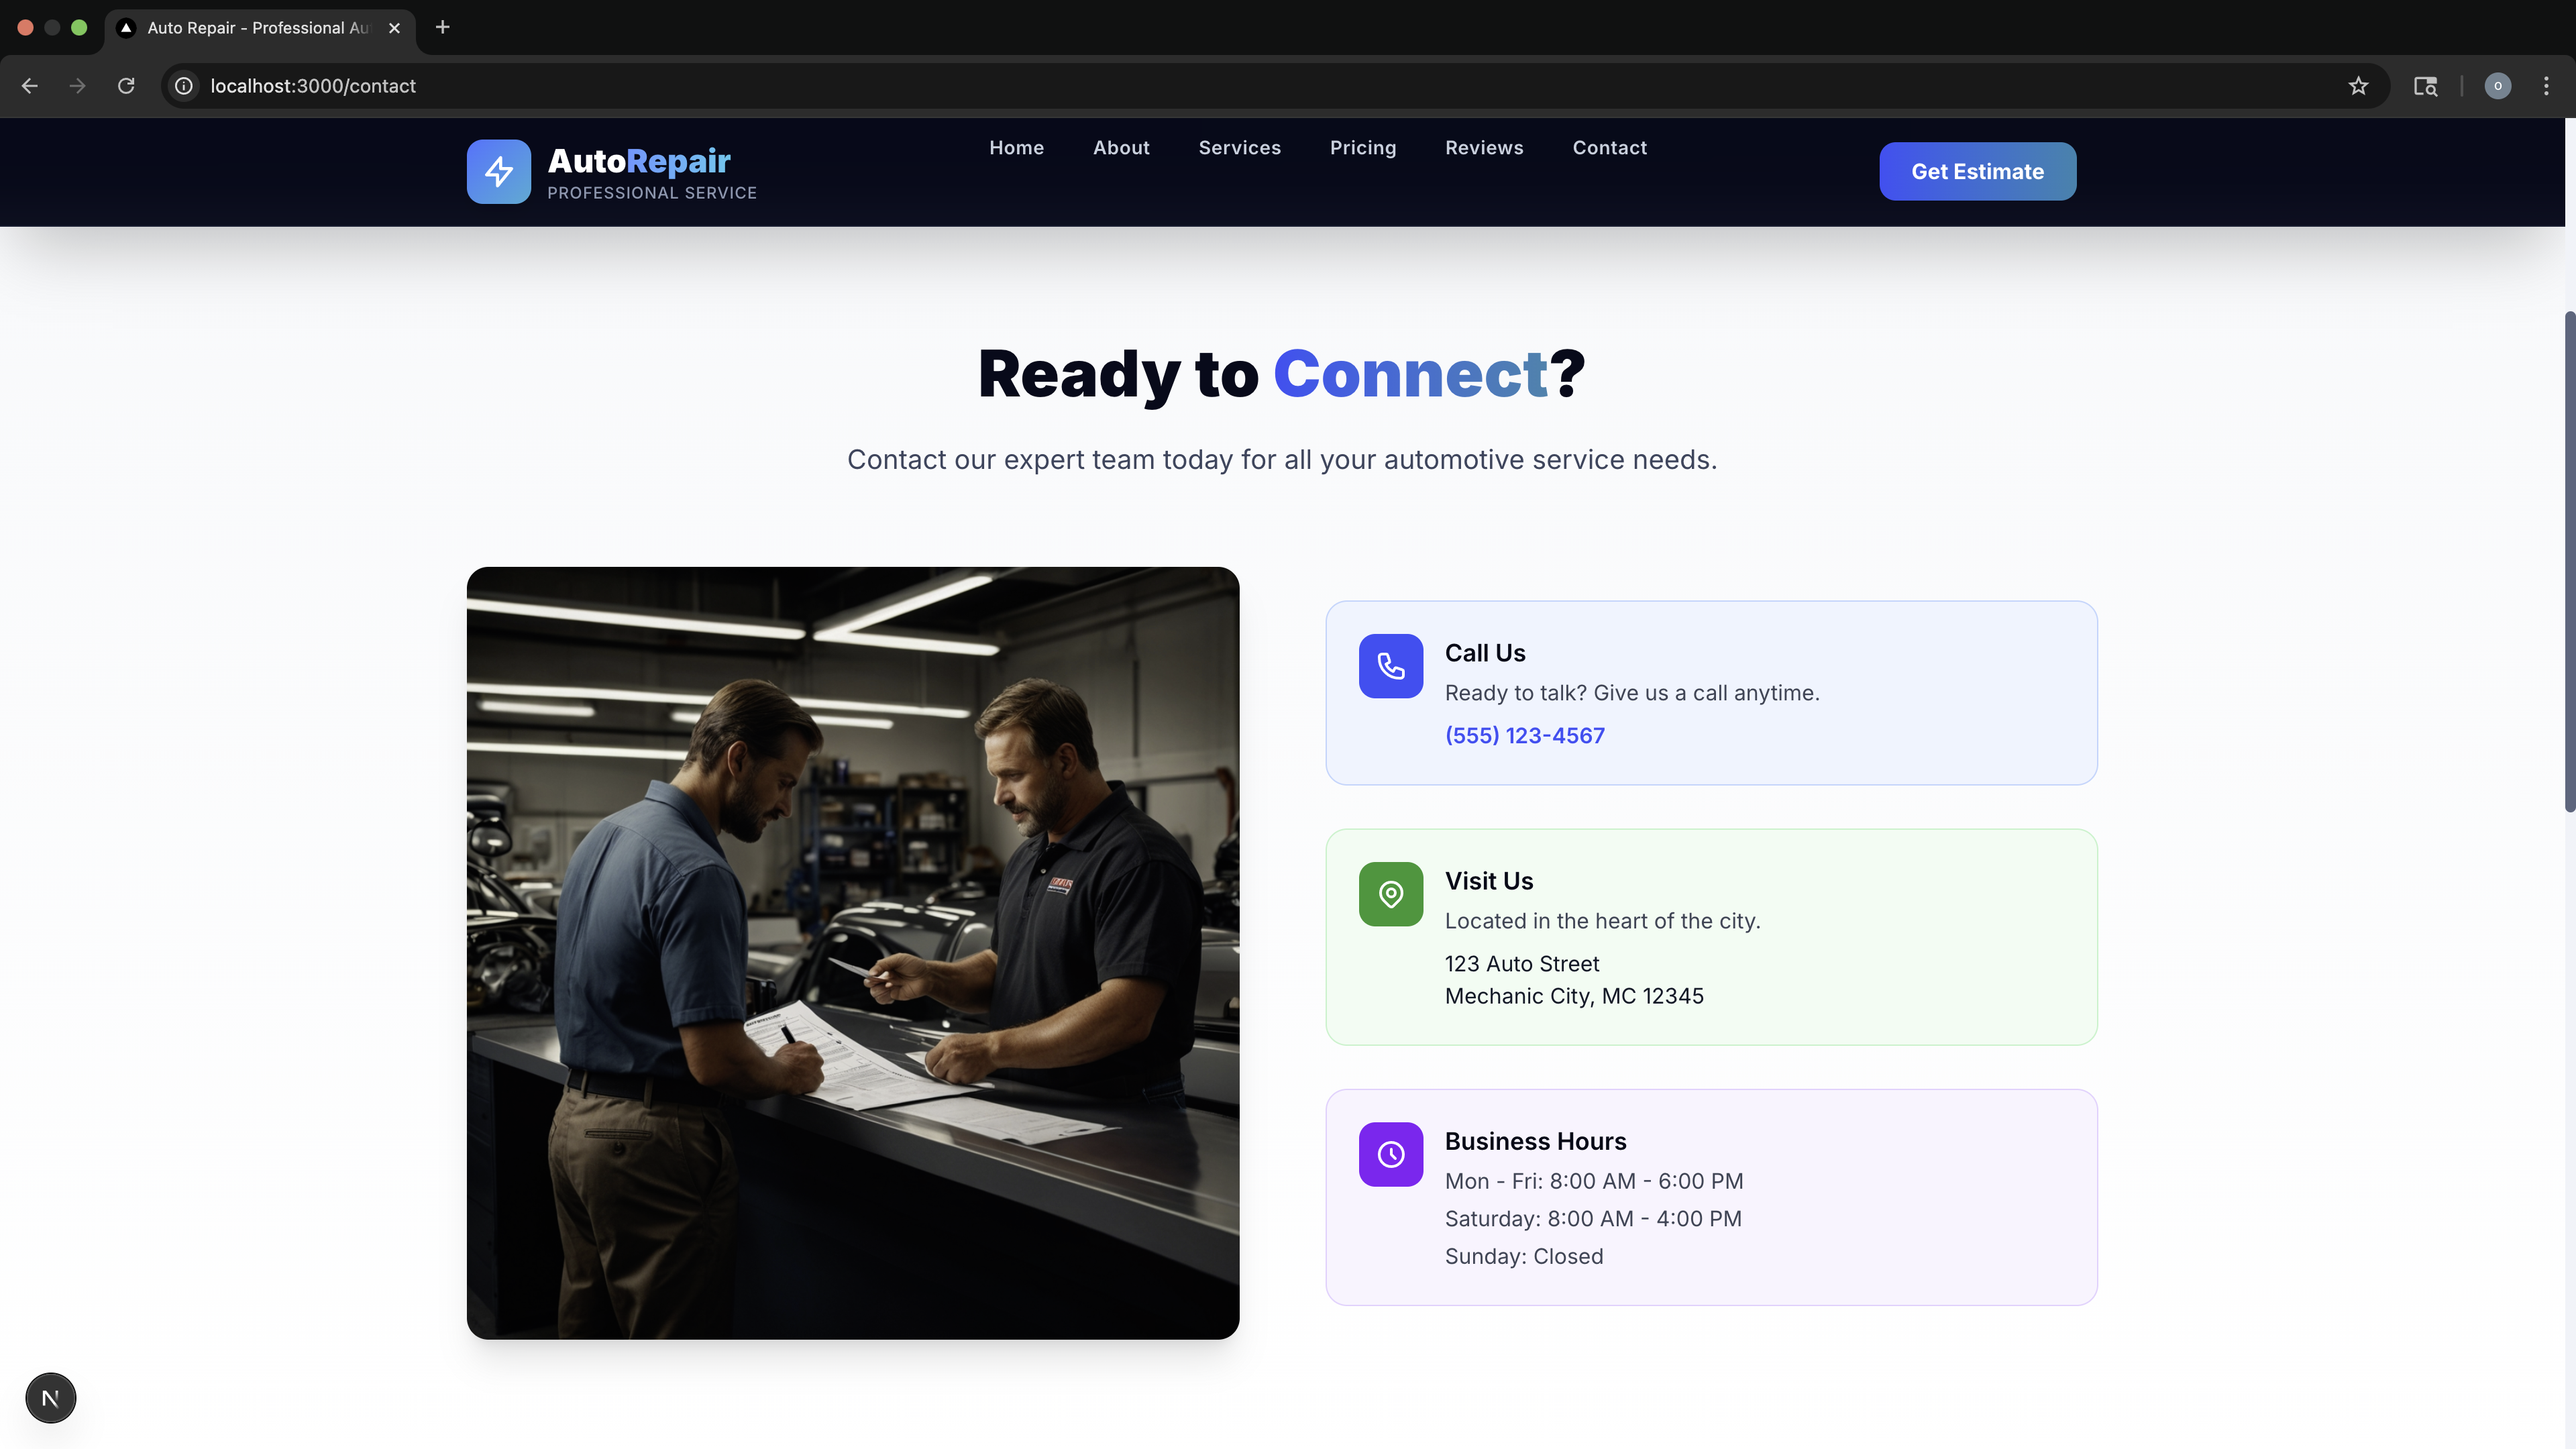 Auto Repair - Professional Au
localhost:3000/contact
o
AutoRepair
PROFESSIONAL SERVICE
Home About Services Pricing Reviews Contact
Get Estimate
Ready to Connect?
Contact our expert team today for all your automotive service needs.
Call Us
Ready to talk? Give us a call anytime.
(555) 123-4567
Visit Us
Located in the heart of the city.
123 Auto Street
Mechanic City, MC 12345
Business Hours
Mon - Fri: 8:00 AM - 6:00 PM
Saturday: 8:00 AM - 4:00 PM
Sunday: Closed
N